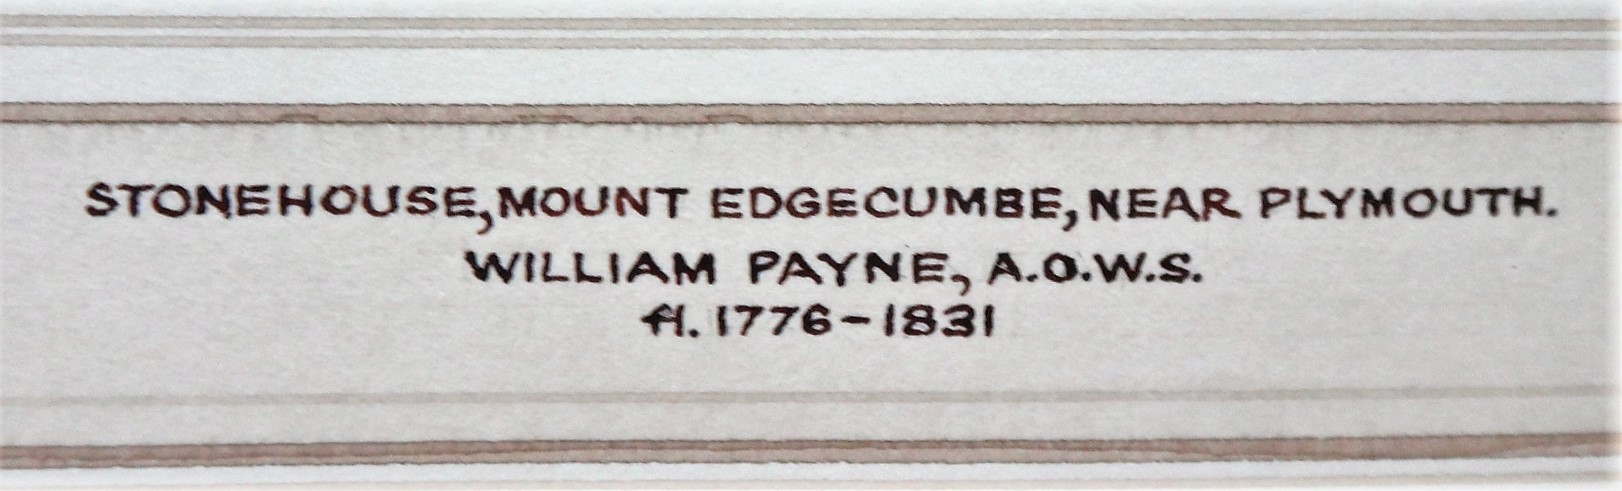 STONEHOUSE, MOUNT EDGECUMBE, NEAR PLYMOUTH.
WILLIAM PAYNE, A.O.W.S.
fl. 1776-1831